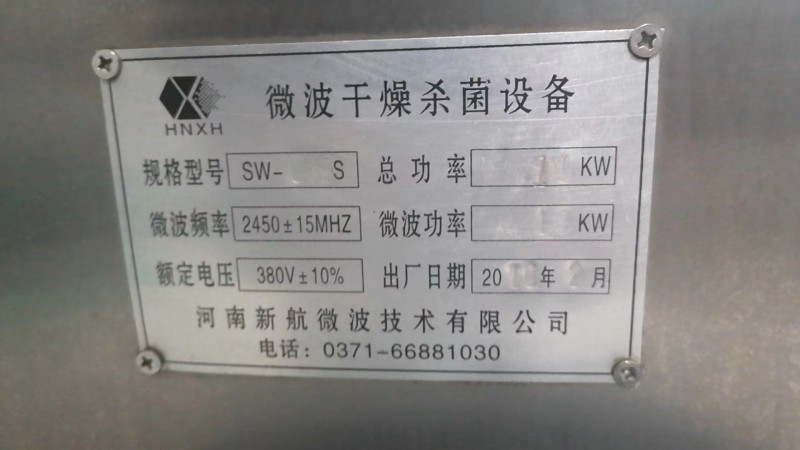 微波干燥杀菌设备
HNXH
规格型号 SW- S 总功率 KW
微波频率 2450±15MHZ 微波功率 KW
额定电压 380V±10% 出厂日期 20 年 月
河南新航微波技术有限公司
电话：0371-66881030